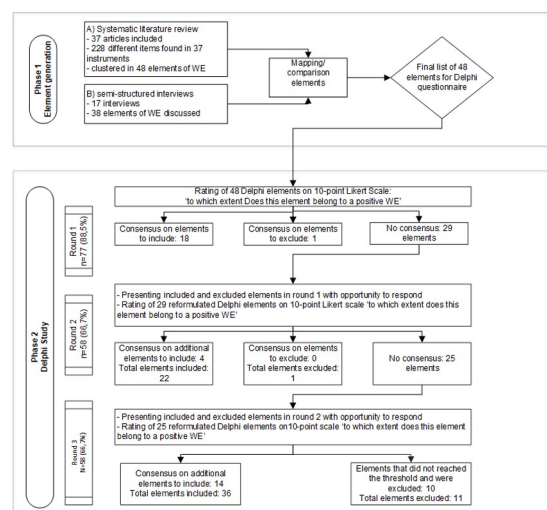 Phase 1
Element generation
A) Systematic literature review
- 37 articles included
- 228 different items found in 37
instruments
- clustered in 48 elements of WE
B) semi-structured interviews
- 17 interviews
- 38 elements of WE discussed
Mapping/
comparison
elements
Final list of 48
elements for Delphi
questionnaire
Phase 2
Delphi Study
Rating of 48 Delphi elements on 10-point Likert Scale:
'to which extent Does this element belong to a positive WE'
Round 1
n=77 (88,5%)
Consensus on elements
to include: 18
Consensus on elements
to exclude: 1
No consensus: 29
elements
Round 2
n=58 (66,7%)
- Presenting included and excluded elements in round 1 with opportunity to respond
- Rating of 29 reformulated Delphi elements on 10-point Likert scale 'to which extent does this
element belong to a positive WE'
Consensus on additional
elements to include: 4
Total elements included:
22
Consensus on elements
to exclude: 0
Total elements excluded:
1
No consensus: 25
elements
Round 3
N=58 (66,7%)
- Presenting included and excluded elements in round 2 with opportunity to respond
- Rating of 25 reformulated Delphi elements on10-point scale 'to which extent does this element
belong to a positive WE'
Consensus on additional
elements to include: 14
Total elements included: 36
Elements that did not reached
the threshold and were
excluded: 10
Total elements excluded: 11